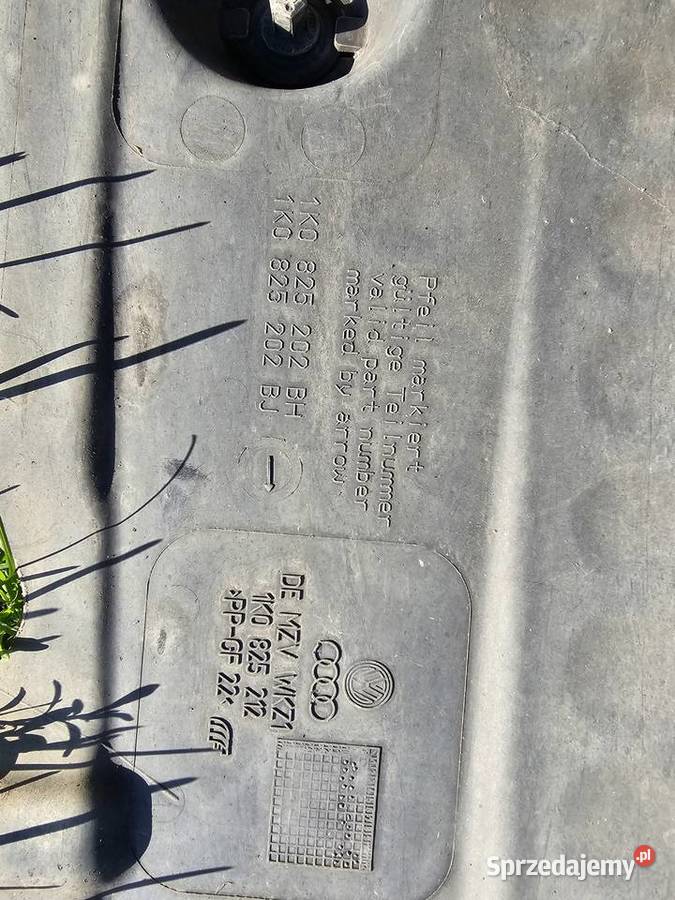 Pfeil markiert
gültige Teilnummer
valid part number
marked by arrow.
1K0 825 202 BH
1K0 825 202 BJ
DE MZV WKZ1
1K0 825 212
>PP-GF 22<
Sprzedajemy.pl